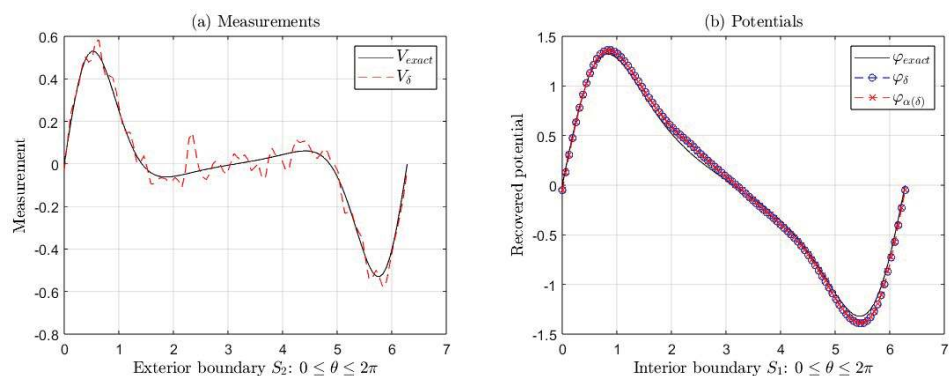 (a) Measurements
0.6
0.4
0.2
0
-0.2
-0.4
-0.6
-0.8
Measurement
V_exact
V_δ
0 1 2 3 4 5 6 7
Exterior boundary S₂: 0 ≤ θ ≤ 2π
(b) Potentials
1.5
1
0.5
0
-0.5
-1
-1.5
Recovered potential
φ_exact
φ_δ
φ_α(δ)
0 1 2 3 4 5 6 7
Interior boundary S₁: 0 ≤ θ ≤ 2π